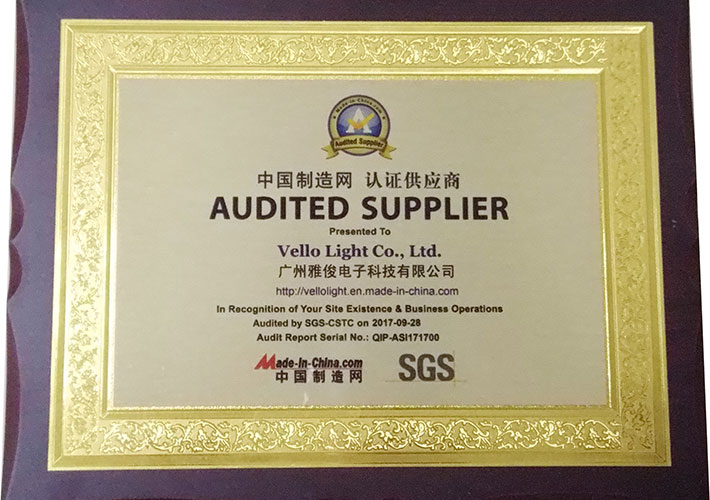 Made-in-China.com
Audited Supplier
中国制造网 认证供应商
AUDITED SUPPLIER
Presented To
Vello Light Co., Ltd.
广州雅俊电子科技有限公司
http://vellolight.en.made-in-china.com
In Recognition of Your Site Existence & Business Operations
Audited by SGS-CSTC on 2017-09-28
Audit Report Serial No.: QIP-ASI171700
Made-in-China.com
中国制造网
SGS